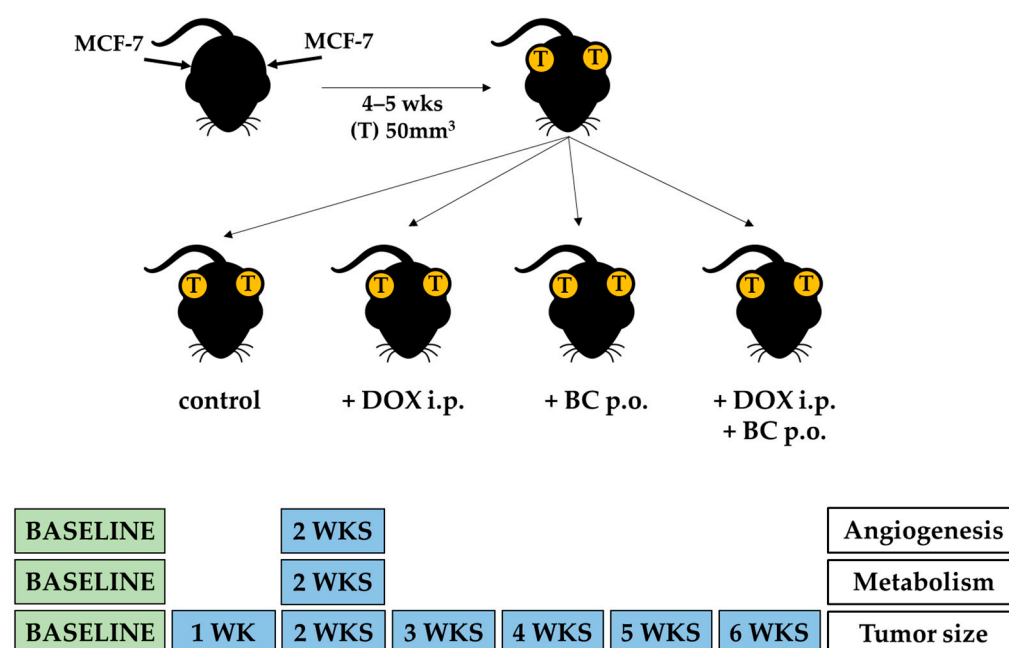 MCF-7
MCF-7
T T
4–5 wks
(T) 50mm³
T T
T T
T T
T T
control
+ DOX i.p.
+ BC p.o.
+ DOX i.p.
+ BC p.o.
BASELINE 2 WKS Angiogenesis
BASELINE 2 WKS Metabolism
BASELINE 1 WK 2 WKS 3 WKS 4 WKS 5 WKS 6 WKS Tumor size